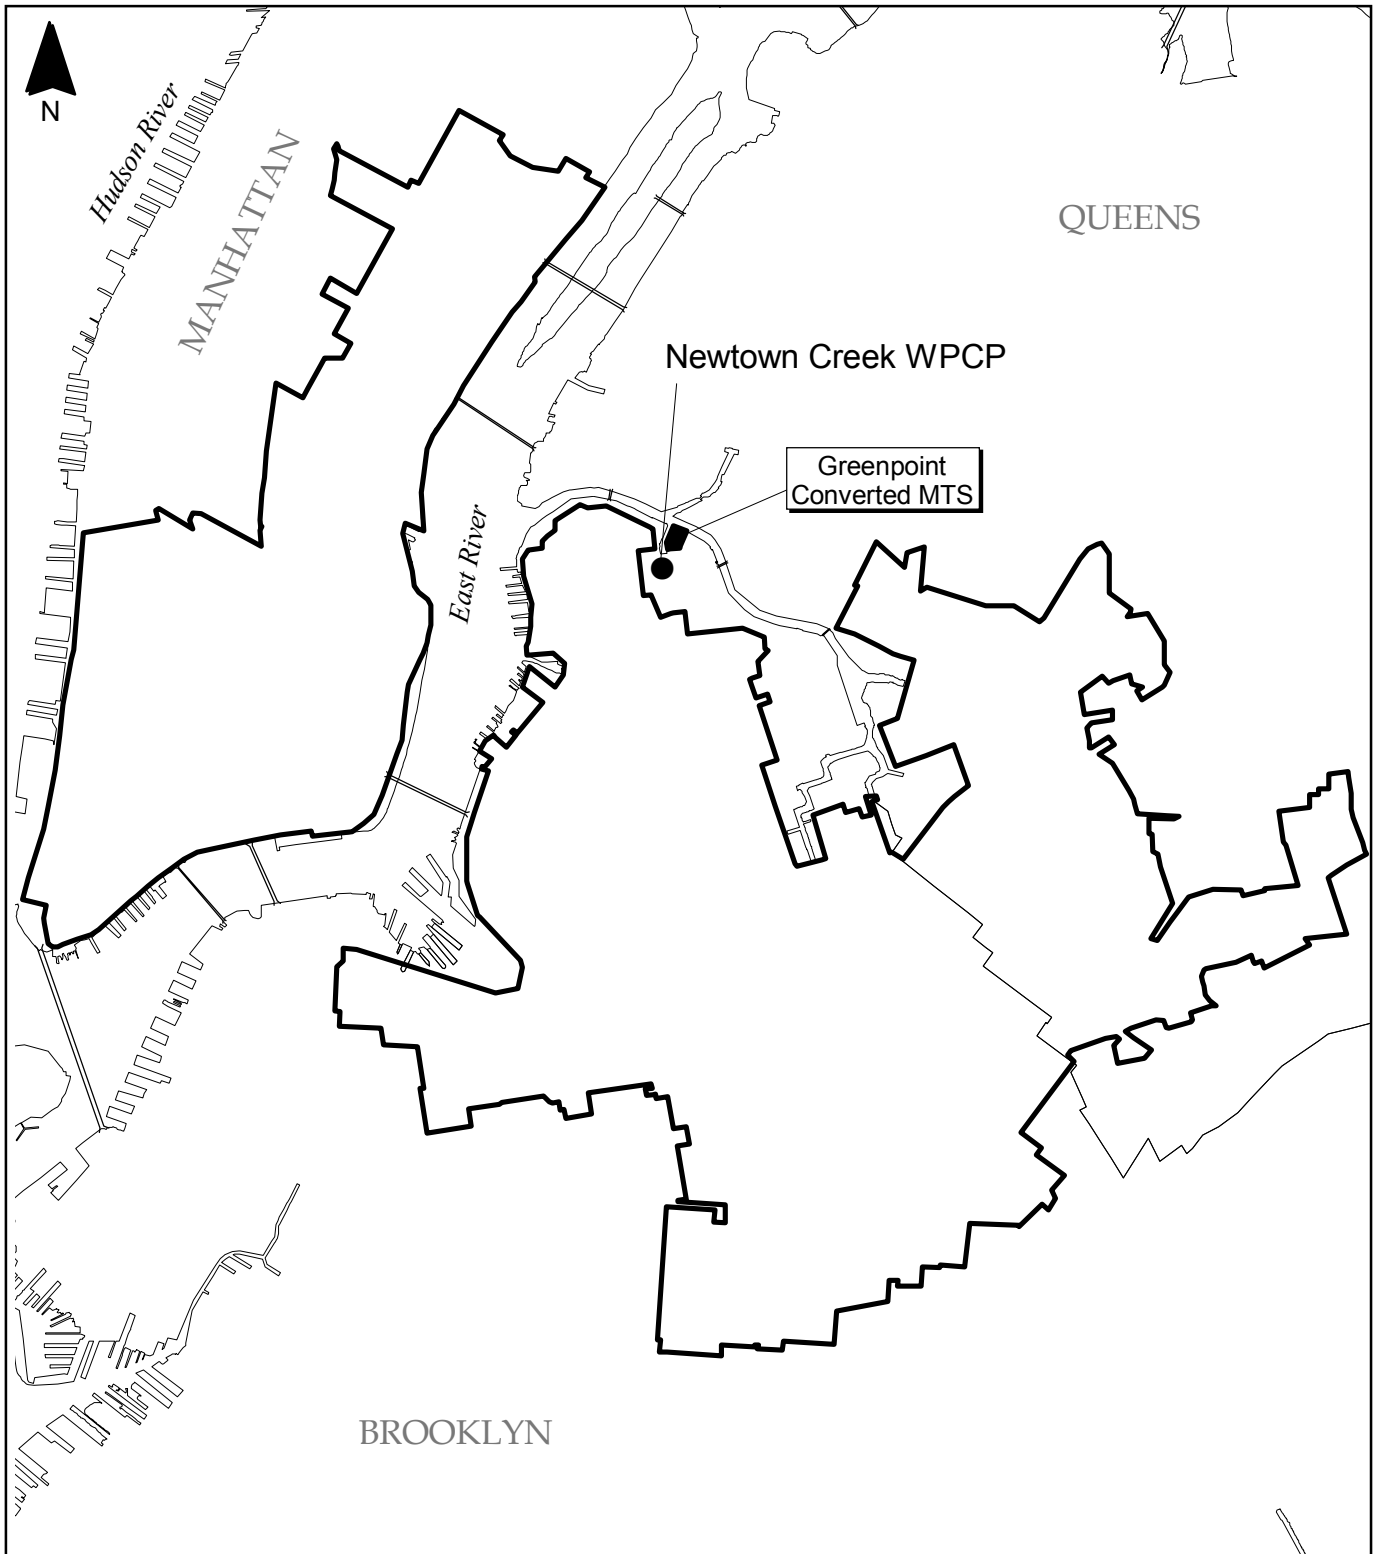 N
Hudson River
MANHATTAN
QUEENS
Newtown Creek WPCP
Greenpoint
Converted MTS
East River
BROOKLYN